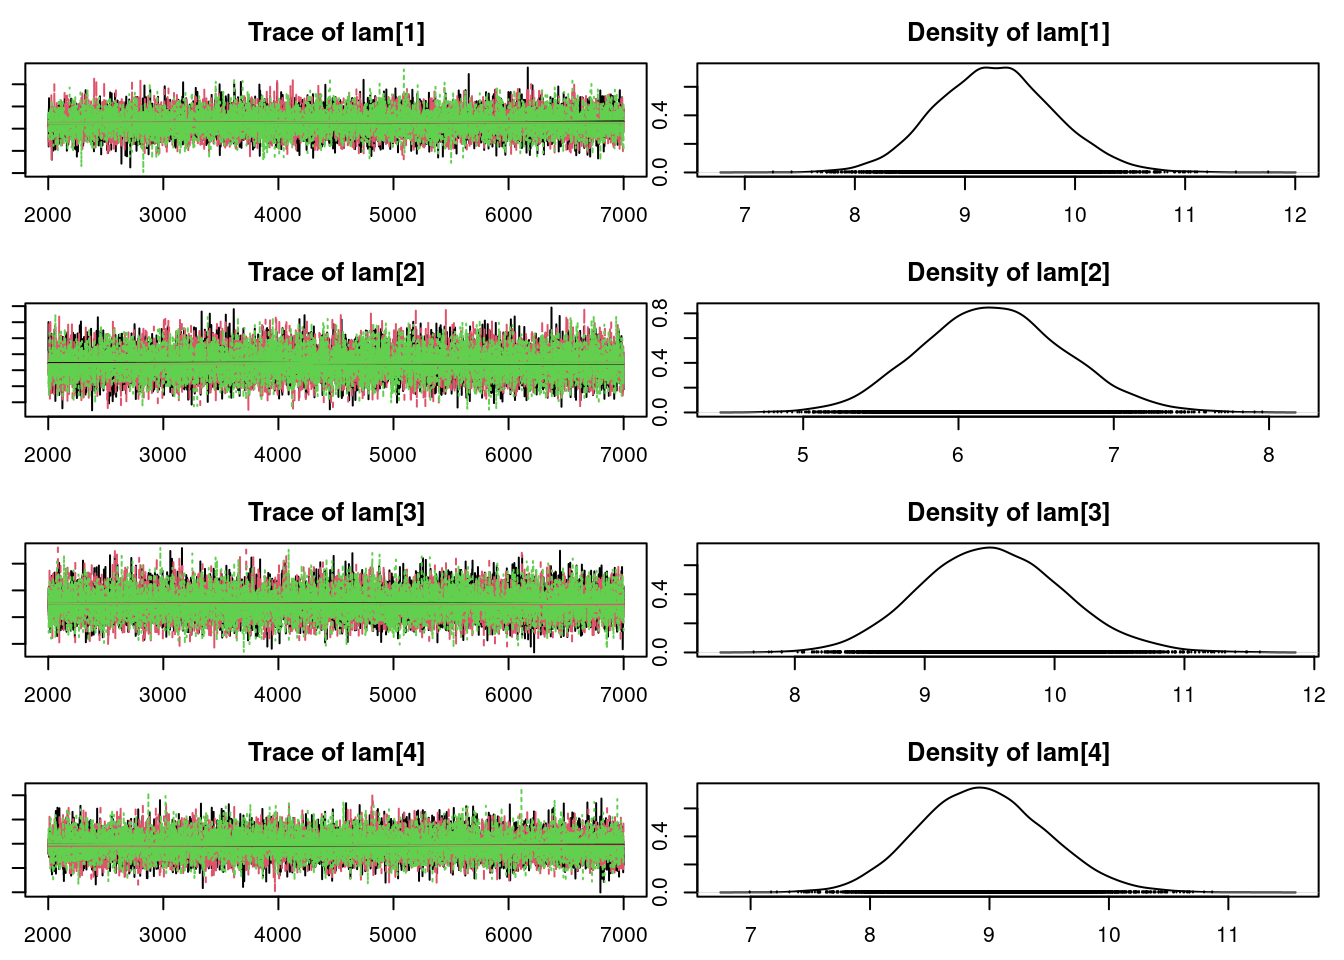 Trace of lam[1]
Density of lam[1]
0.0 0.4
2000 3000 4000 5000 6000 7000
7 8 9 10 11 12
Trace of lam[2]
Density of lam[2]
0.0 0.4 0.8
2000 3000 4000 5000 6000 7000
5 6 7 8
Trace of lam[3]
Density of lam[3]
0.0 0.4
2000 3000 4000 5000 6000 7000
8 9 10 11 12
Trace of lam[4]
Density of lam[4]
0.0 0.4
2000 3000 4000 5000 6000 7000
7 8 9 10 11